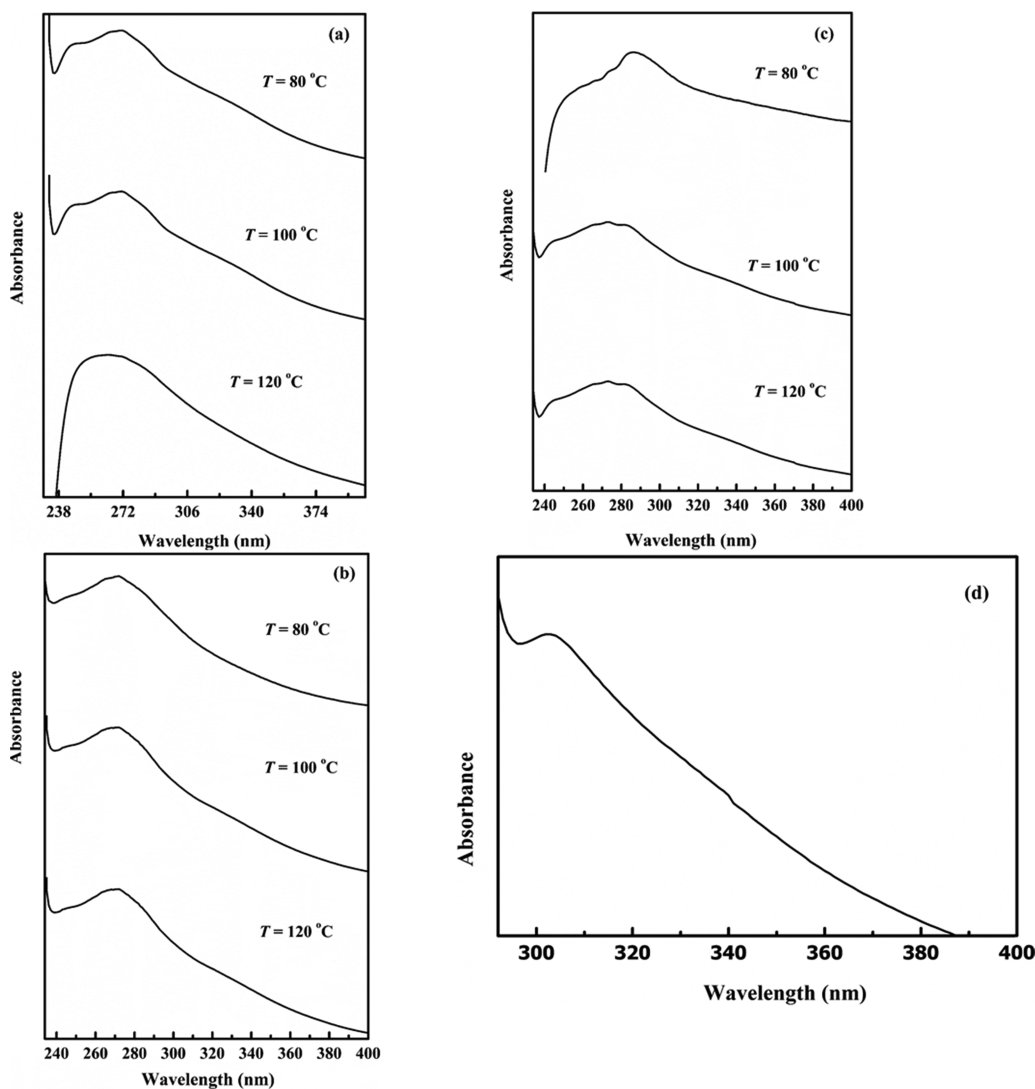 (a)
T = 80 °C
T = 100 °C
T = 120 °C
Absorbance
238 272 306 340 374
Wavelength (nm)
(c)
T = 80 °C
T = 100 °C
T = 120 °C
Absorbance
240 260 280 300 320 340 360 380 400
Wavelength (nm)
(b)
T = 80 °C
T = 100 °C
T = 120 °C
Absorbance
240 260 280 300 320 340 360 380 400
Wavelength (nm)
(d)
Absorbance
300 320 340 360 380 400
Wavelength (nm)